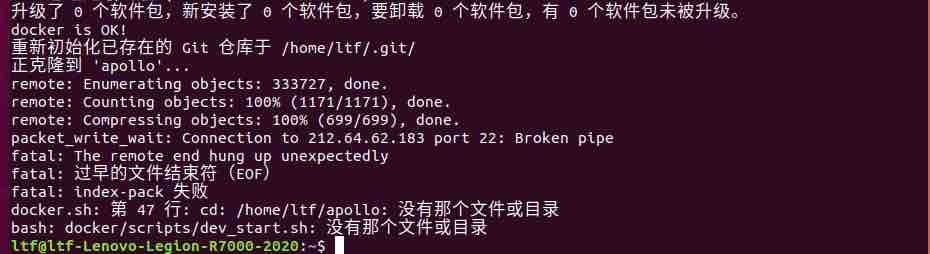 升级了 0 个软件包，新安装了 0 个软件包，要卸载 0 个软件包，有 0 个软件包未被升级。
docker is OK!
重新初始化已存在的 Git 仓库于 /home/ltf/.git/
正克隆到 'apollo'...
remote: Enumerating objects: 333727, done.
remote: Counting objects: 100% (1171/1171), done.
remote: Compressing objects: 100% (699/699), done.
packet_write_wait: Connection to 212.64.62.183 port 22: Broken pipe
fatal: The remote end hung up unexpectedly
fatal: 过早的文件结束符（EOF）
fatal: index-pack 失败
docker.sh: 第 47 行: cd: /home/ltf/apollo: 没有那个文件或目录
bash: docker/scripts/dev_start.sh: 没有那个文件或目录
ltf@ltf-Lenovo-Legion-R7000-2020:~$